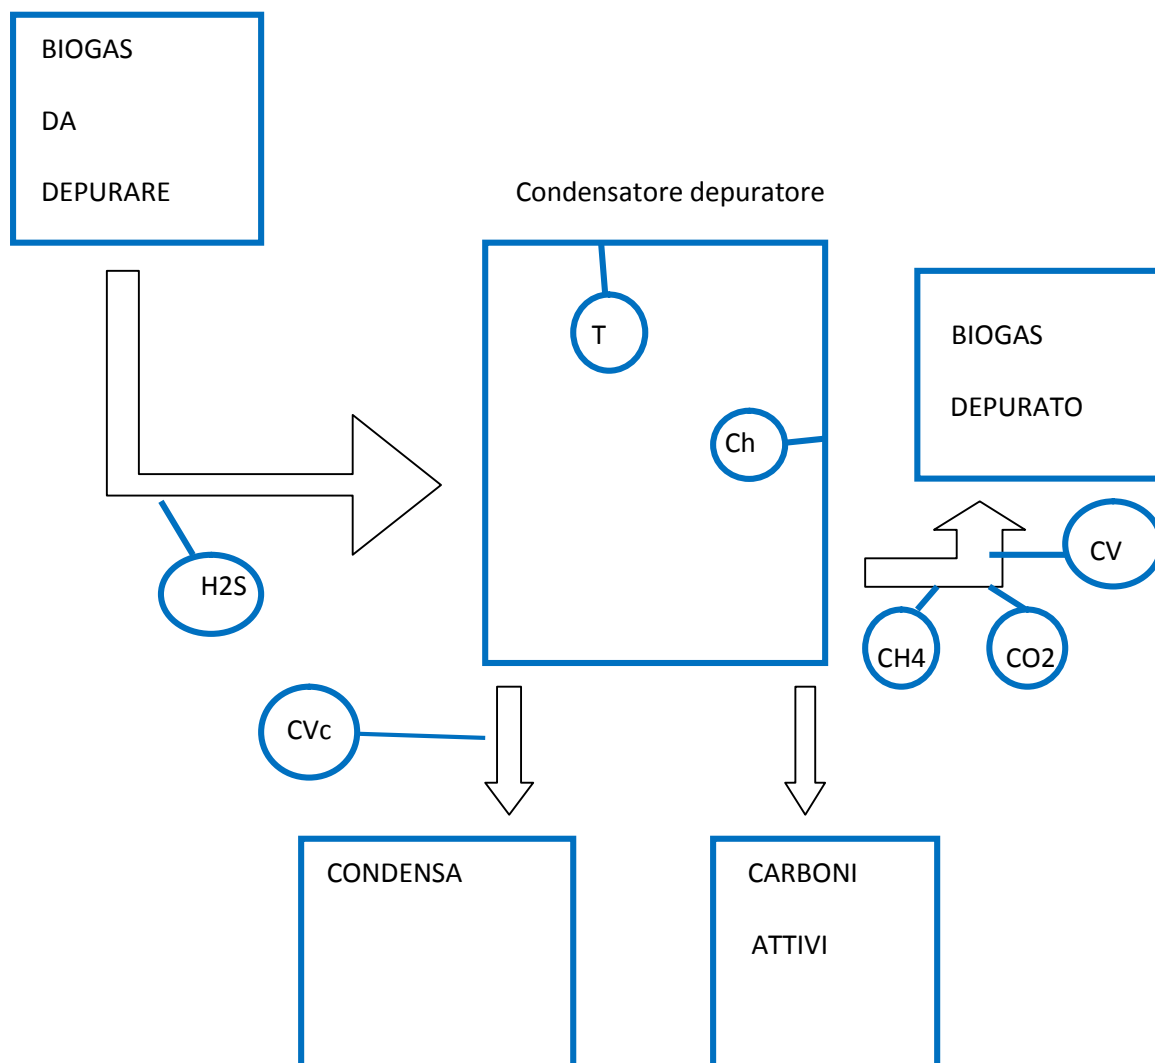 BIOGAS
DA
DEPURARE
Condensatore depuratore
T
Ch
BIOGAS
DEPURATO
H2S
CV
CH4
CO2
CVc
CONDENSA
CARBONI
ATTIVI